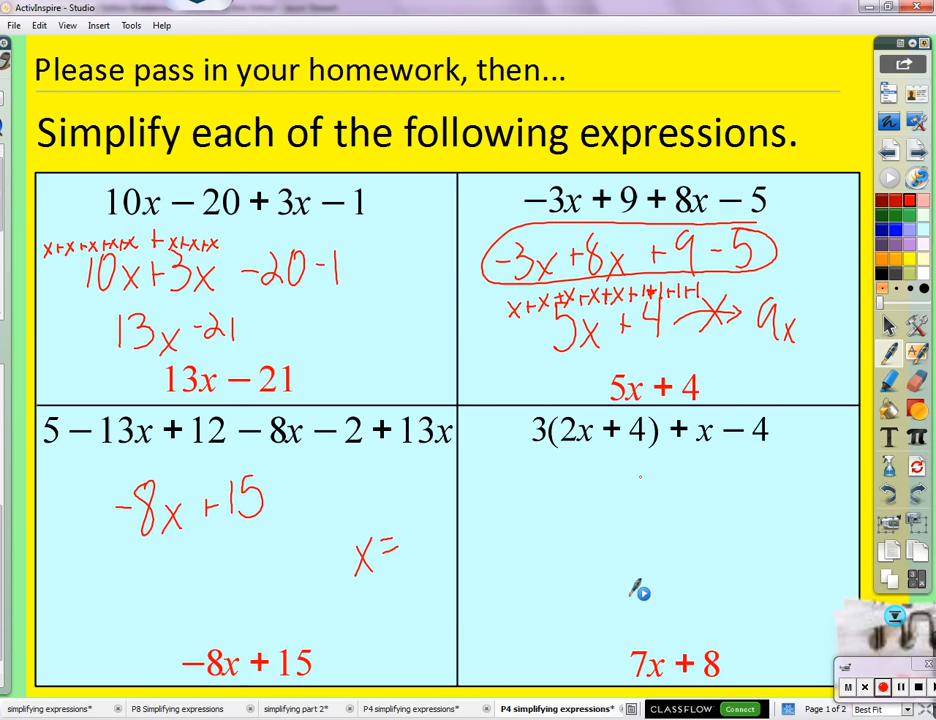 ActivInspire - Studio
File Edit View Insert Tools Help
Please pass in your homework, then...
Simplify each of the following expressions.
10x − 20 + 3x − 1
x+x+x+x+x+x +x+x+x
10x+3x -20-1
13x -21
13x − 21
−3x + 9 + 8x − 5
-3x +8x +9 -5
x+x+x+x+x+1+1+1+1
5x +4 → 9x
5x + 4
5 − 13x + 12 − 8x − 2 + 13x
-8x +15
x=
−8x + 15
3(2x + 4) + x − 4
7x + 8
simplifying expressions* P8 Simplifying expressions simplifying part 2* P4 simplifying expressions* P4 simplifying expressions* CLASSFLOW Connect Page 1 of 2 Best Fit